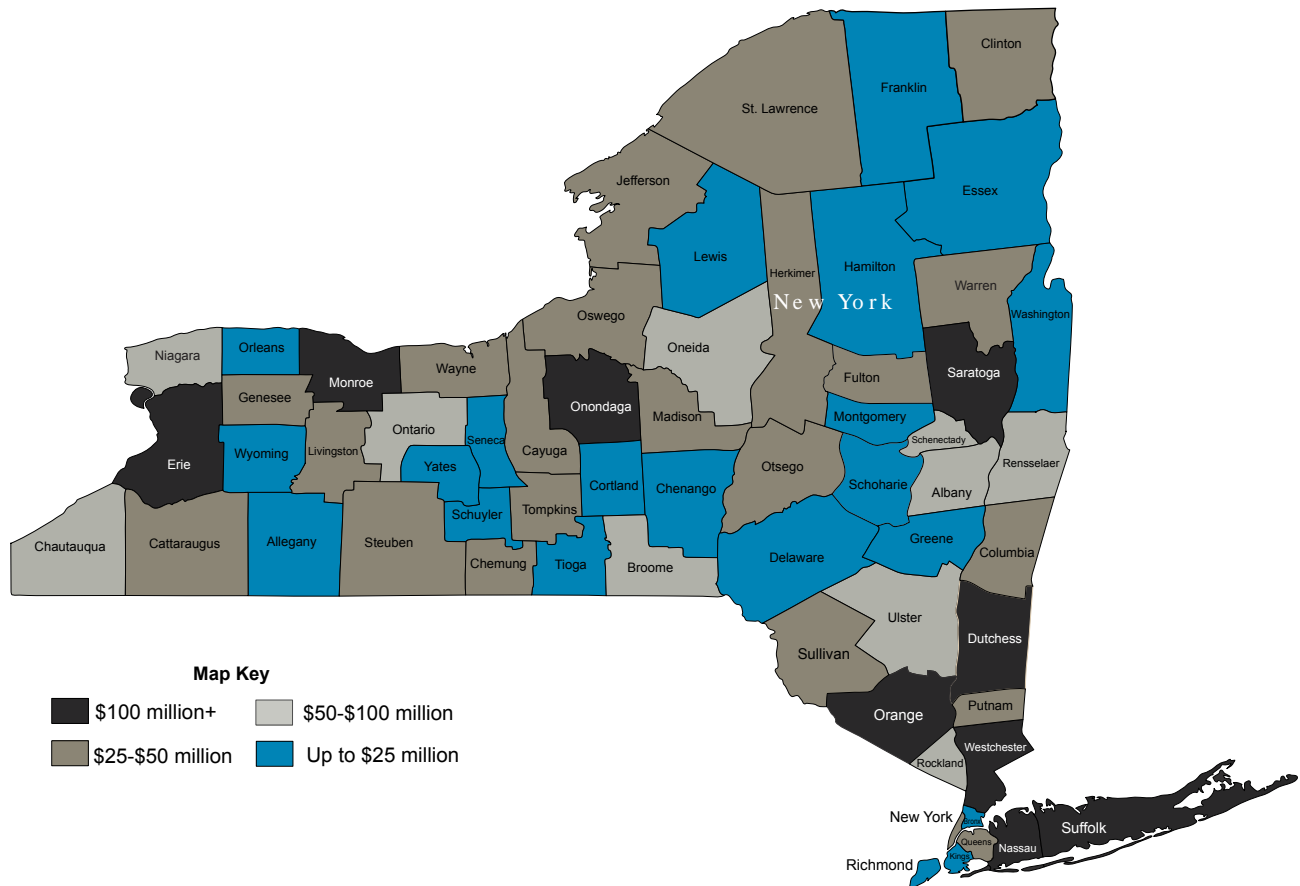 Clinton
Franklin
St. Lawrence
Jefferson
Essex
Lewis
Hamilton
Herkimer
Warren
New York
Washington
Oswego
Niagara
Orleans
Oneida
Wayne
Monroe
Saratoga
Fulton
Genesee
Onondaga
Madison
Montgomery
Ontario
Schenectady
Seneca
Livingston
Cayuga
Wyoming
Erie
Yates
Otsego
Rensselaer
Schoharie
Albany
Cortland
Chenango
Tompkins
Schuyler
Greene
Chautauqua
Cattaraugus
Allegany
Steuben
Columbia
Delaware
Chemung
Tioga
Broome
Ulster
Dutchess
Sullivan
Map Key
$100 million+
$50-$100 million
$25-$50 million
Up to $25 million
Putnam
Orange
Westchester
Rockland
New York
Bronx
Suffolk
Queens
Nassau
Kings
Richmond